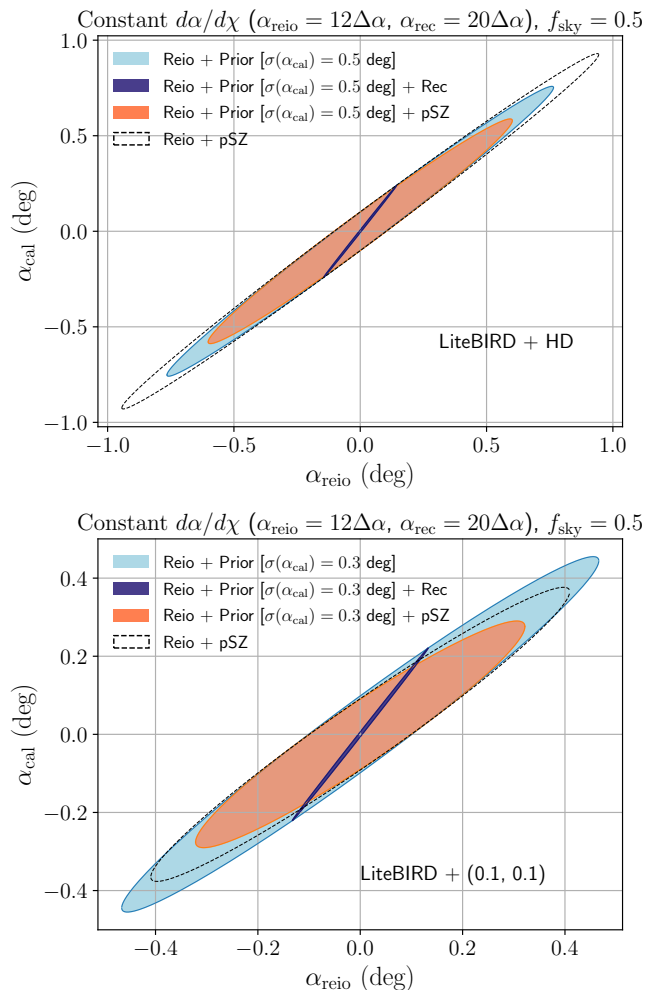 Constant dα/dχ (α_reio = 12Δα, α_rec = 20Δα), f_sky = 0.5
1.0
0.5
0.0
−0.5
−1.0
α_cal (deg)
Reio + Prior [σ(α_cal) = 0.5 deg]
Reio + Prior [σ(α_cal) = 0.5 deg] + Rec
Reio + Prior [σ(α_cal) = 0.5 deg] + pSZ
Reio + pSZ
LiteBIRD + HD
−1.0 −0.5 0.0 0.5 1.0
α_reio (deg)
Constant dα/dχ (α_reio = 12Δα, α_rec = 20Δα), f_sky = 0.5
0.4
0.2
0.0
−0.2
−0.4
α_cal (deg)
Reio + Prior [σ(α_cal) = 0.3 deg]
Reio + Prior [σ(α_cal) = 0.3 deg] + Rec
Reio + Prior [σ(α_cal) = 0.3 deg] + pSZ
Reio + pSZ
LiteBIRD + (0.1, 0.1)
−0.4 −0.2 0.0 0.2 0.4
α_reio (deg)